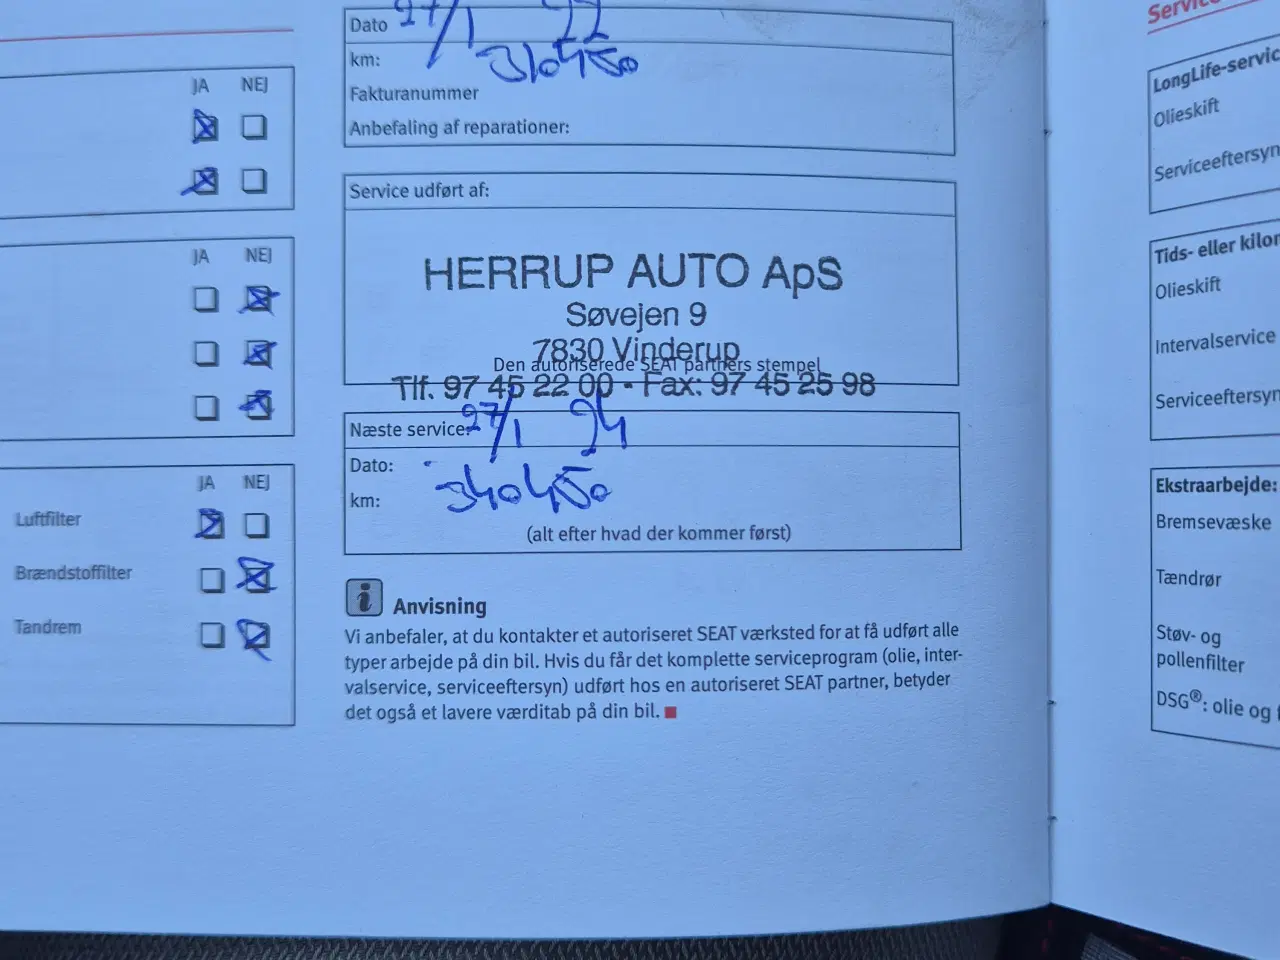 JA NEJ
JA NEJ
JA NEJ
Luftfilter
Brændstoffilter
Tandrem
Dato 27/1 22
km: 310450
Fakturanummer
Anbefaling af reparationer:
Service udført af:
HERRUP AUTO ApS
Søvejen 9
7830 Vinderup
Den autoriserede SEAT partners stempel
Tlf. 97 45 22 00 - Fax: 97 45 25 98
Næste service: 27/1 24
Dato:
km: 340450
(alt efter hvad der kommer først)
i Anvisning
Vi anbefaler, at du kontakter et autoriseret SEAT værksted for at få udført alle
typer arbejde på din bil. Hvis du får det komplette serviceprogram (olie, inter-
valservice, serviceeftersyn) udført hos en autoriseret SEAT partner, betyder
det også et lavere værditab på din bil.
Service
LongLife-servic
Olieskift
Serviceeftersyn
Tids- eller kilon
Olieskift
Intervalservice
Serviceeftersyn
Ekstraarbejde:
Bremsevæske
Tændrør
Støv- og
pollenfilter
DSG®: olie og f